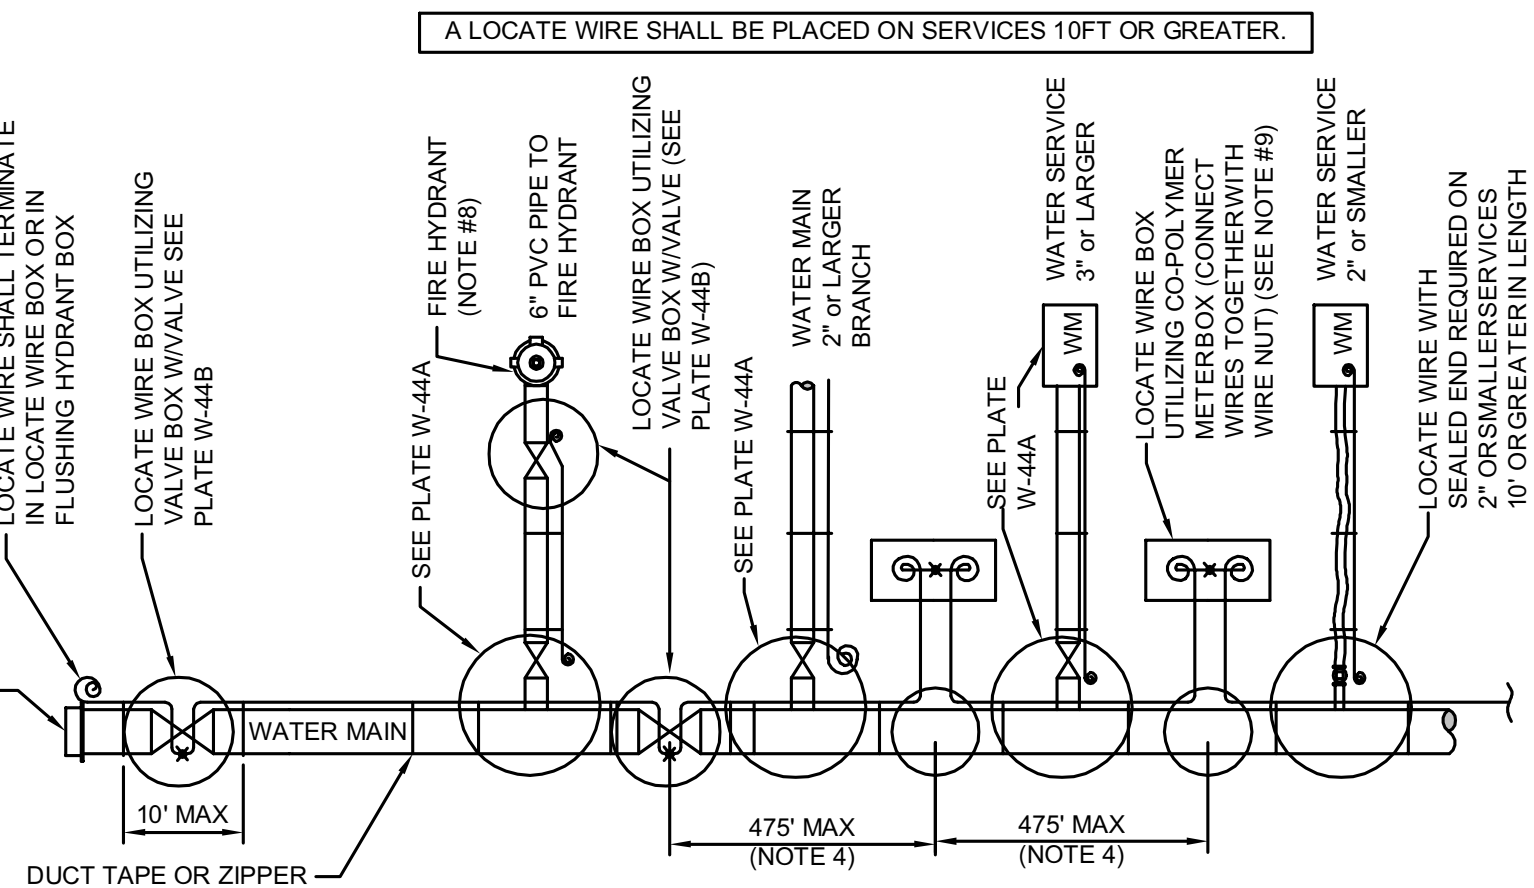 A LOCATE WIRE SHALL BE PLACED ON SERVICES 10FT OR GREATER.
LOCATE WIRE SHALL TERMINATE
IN LOCATE WIRE BOX OR IN
FLUSHING HYDRANT BOX
LOCATE WIRE BOX UTILIZING
VALVE BOX W/VALVE SEE
PLATE W-44B
SEE PLATE W-44A
FIRE HYDRANT
(NOTE #8)
6" PVC PIPE TO
FIRE HYDRANT
LOCATE WIRE BOX UTILIZING
VALVE BOX W/VALVE (SEE
PLATE W-44B)
SEE PLATE W-44A
WATER MAIN
2" or LARGER
BRANCH
SEE PLATE
W-44A
WATER SERVICE
3" or LARGER
WM
LOCATE WIRE BOX
UTILIZING CO-POLYMER
METERBOX (CONNECT
WIRES TOGETHERWITH
WIRE NUT) (SEE NOTE #9)
WATER SERVICE
2" or SMALLER
WM
LOCATE WIRE WITH
SEALED END REQUIRED ON
2" ORSMALLERSERVICES
10' ORGREATERIN LENGTH
WATER MAIN
10' MAX
475' MAX
(NOTE 4)
475' MAX
(NOTE 4)
DUCT TAPE OR ZIPPER